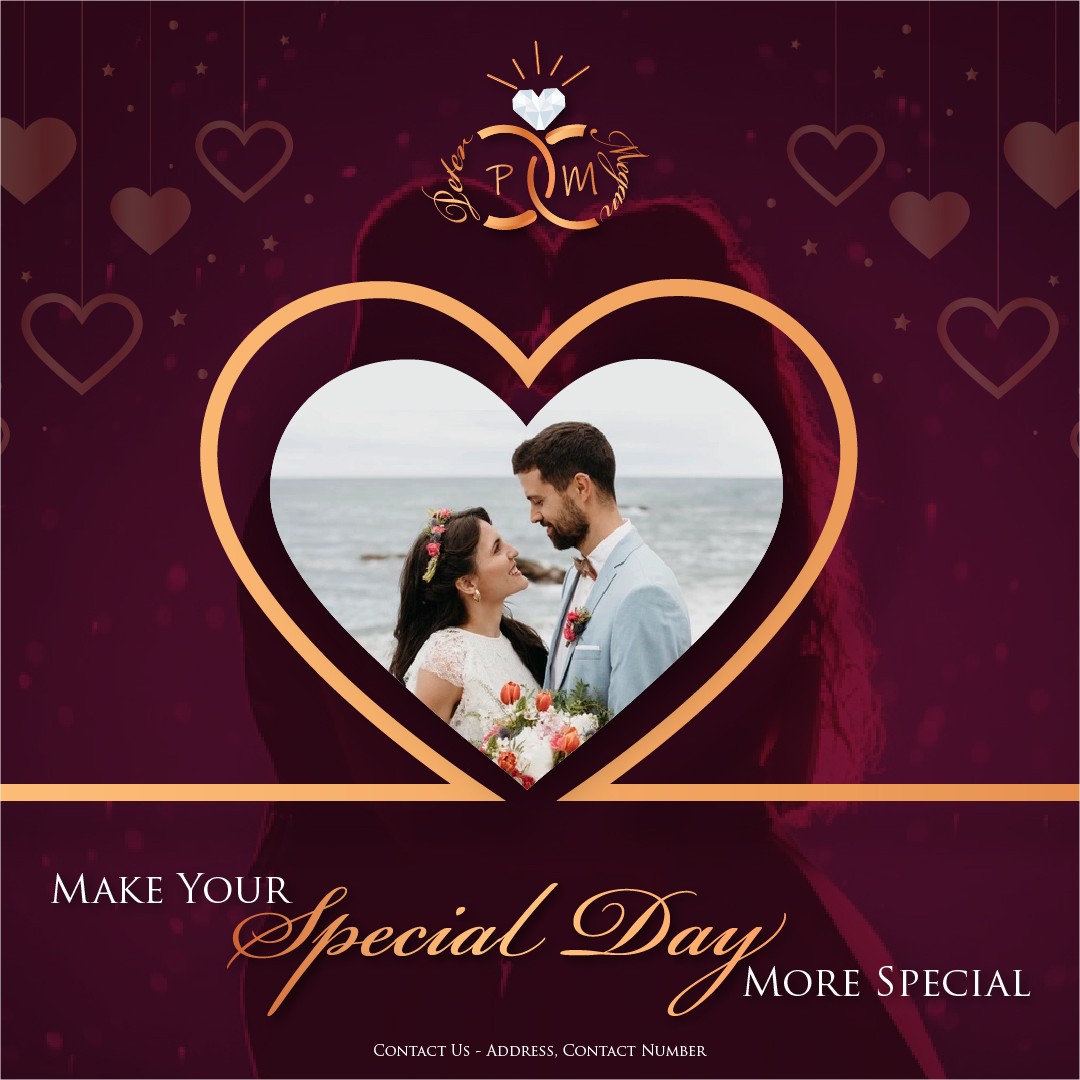 Peter
P M
Megan
MAKE YOUR
Special Day
MORE SPECIAL
CONTACT US - ADDRESS, CONTACT NUMBER